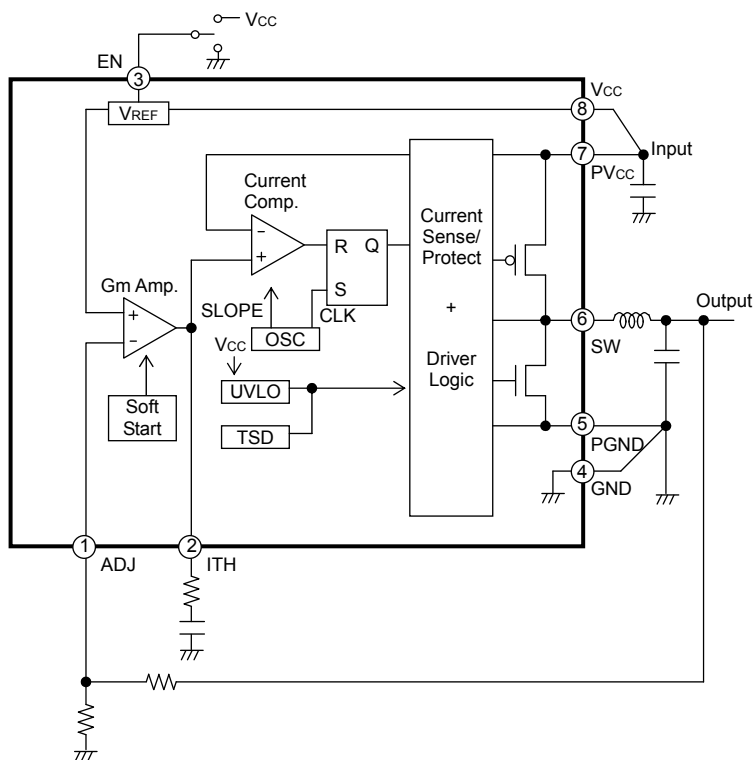 VCC
EN
3
VREF
VCC
8
Input
7
PVCC
Current
Comp.
-
+
R Q
S
Current
Sense/
Protect
+
Driver
Logic
Gm Amp.
+
-
SLOPE
CLK
OSC
VCC
UVLO
TSD
Soft
Start
Output
6
SW
5
PGND
4
GND
1
ADJ
2
ITH